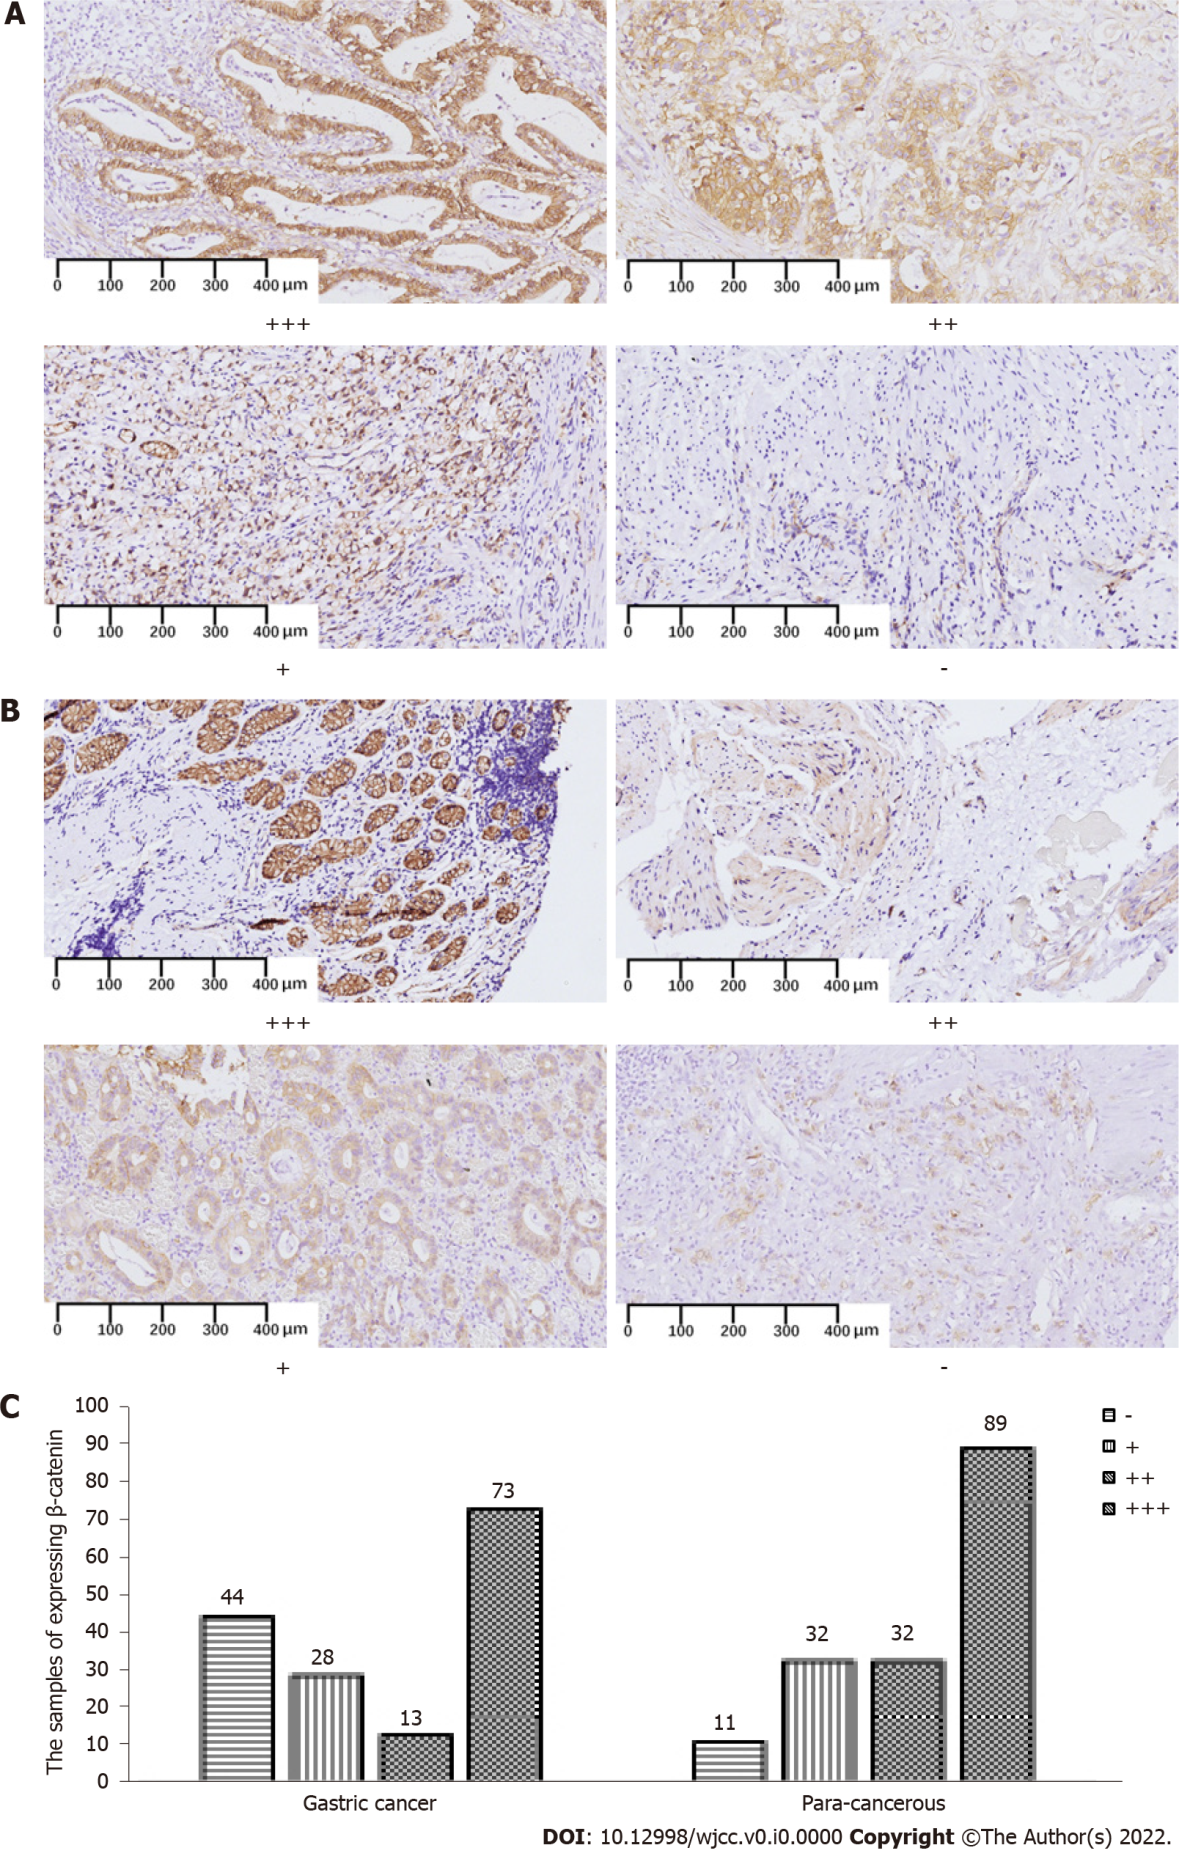 A
0 100 200 300 400 μm
0 100 200 300 400 μm
+++
++
0 100 200 300 400 μm
0 100 200 300 400 μm
+
-
B
0 100 200 300 400 μm
0 100 200 300 400 μm
+++
++
0 100 200 300 400 μm
0 100 200 300 400 μm
+
-
C
The samples of expressing β-catenin
100
90
80
70
60
50
40
30
20
10
0
44
28
13
73
11
32
32
89
-
+
++
+++
Gastric cancer
Para-cancerous
DOI: 10.12998/wjcc.v0.i0.0000 Copyright ©The Author(s) 2022.